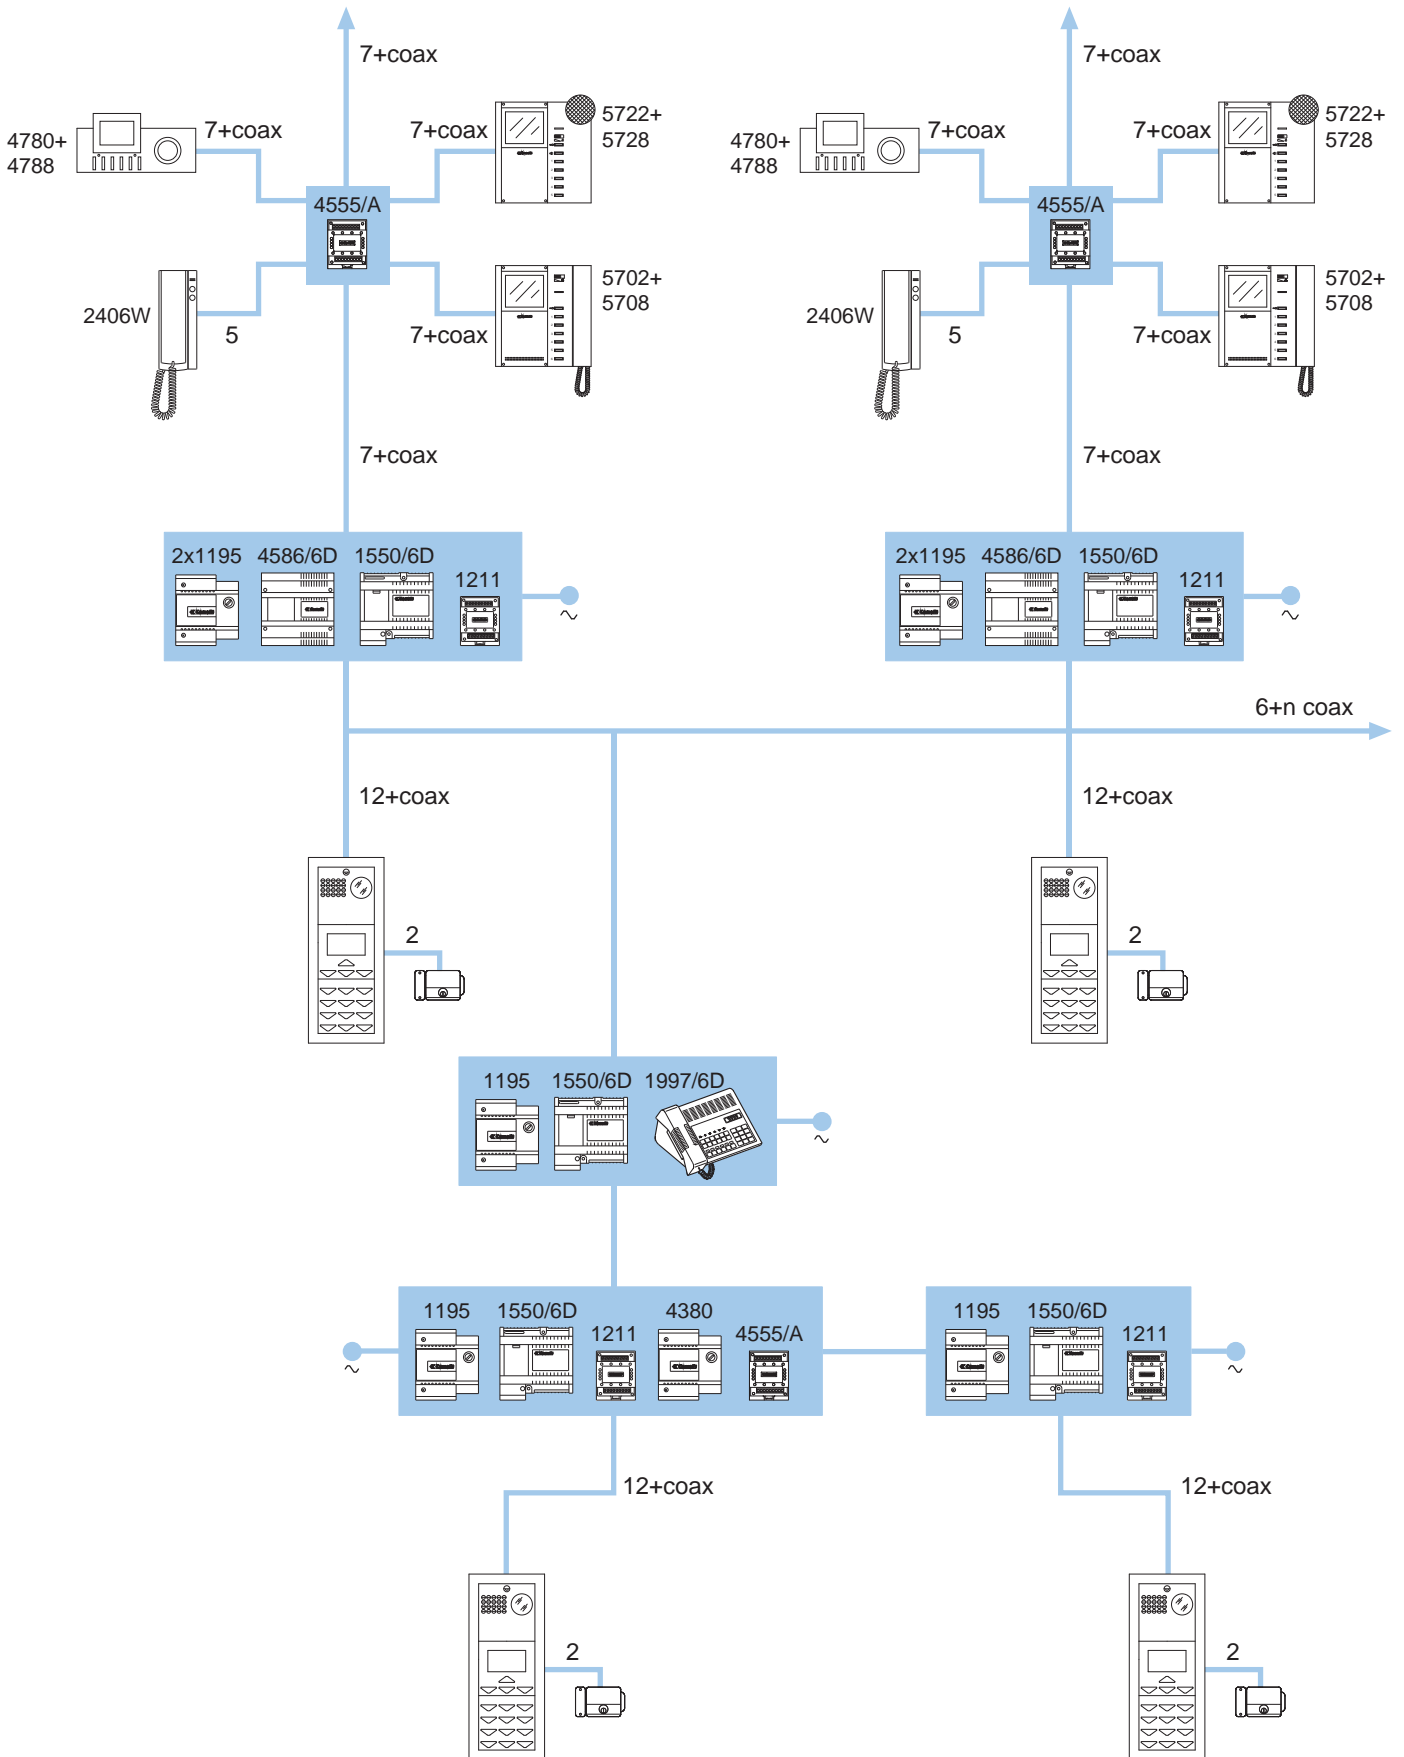 7+coax
7+coax
4780+
4788
7+coax
7+coax
5722+
5728
4780+
4788
7+coax
7+coax
5722+
5728
4555/A
4555/A
2406W
5
7+coax
5702+
5708
2406W
5
7+coax
5702+
5708
7+coax
7+coax
2x1195
4586/6D
1550/6D
1211
2x1195
4586/6D
1550/6D
1211
6+n coax
12+coax
12+coax
2
2
1195
1550/6D
1997/6D
1195
1550/6D
1211
4380
4555/A
1195
1550/6D
1211
12+coax
12+coax
2
2